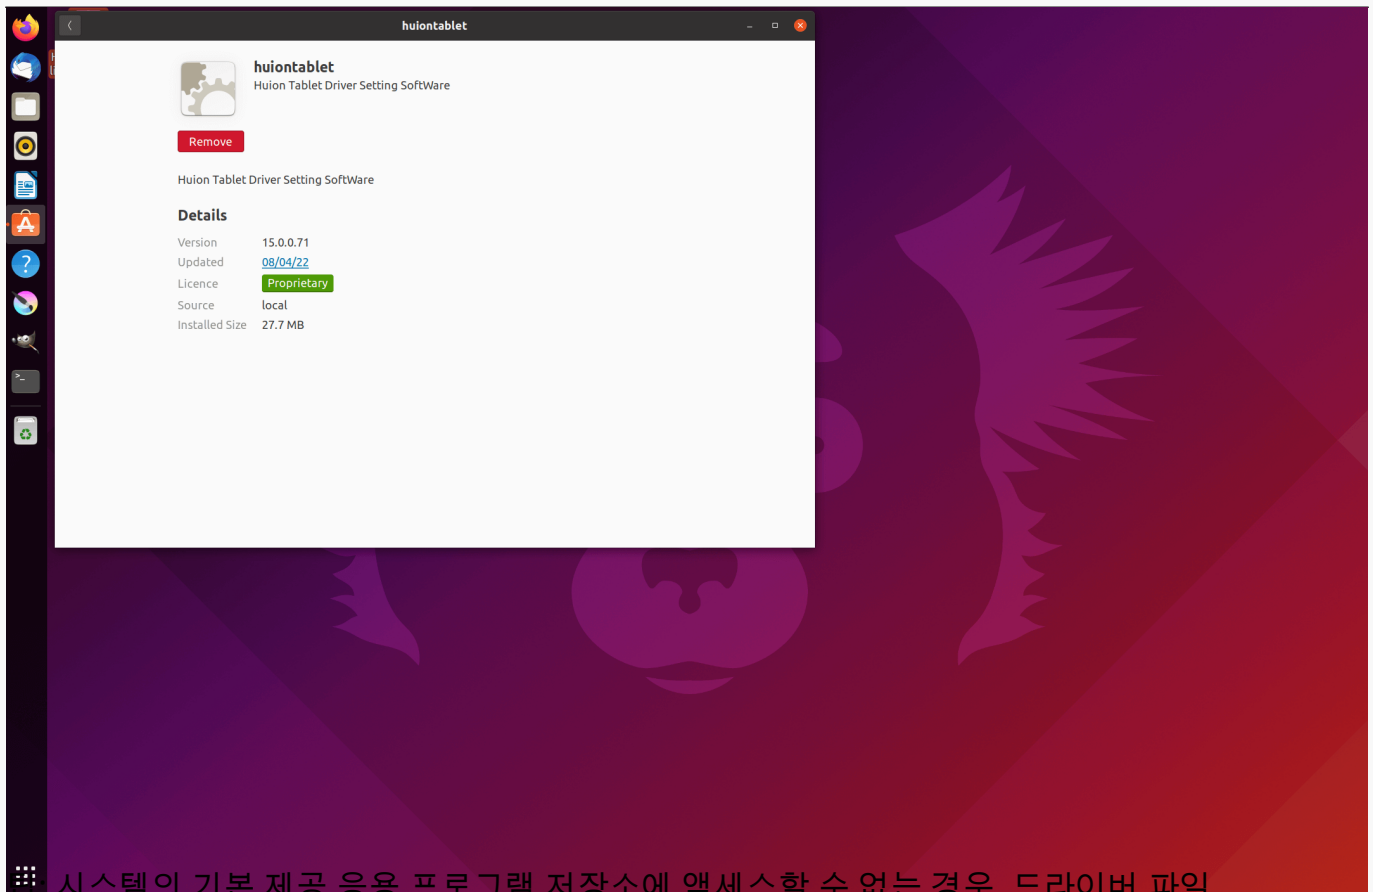 huiontablet
huiontablet
Huion Tablet Driver Setting SoftWare
Remove
Huion Tablet Driver Setting SoftWare
Details
Version 15.0.0.71
Updated 08/04/22
Licence Proprietary
Source local
Installed Size 27.7 MB
시스템의 기본 제공 응용 프로그램 저장소에 액세스할 수 없는 경우, 드라이버 파일